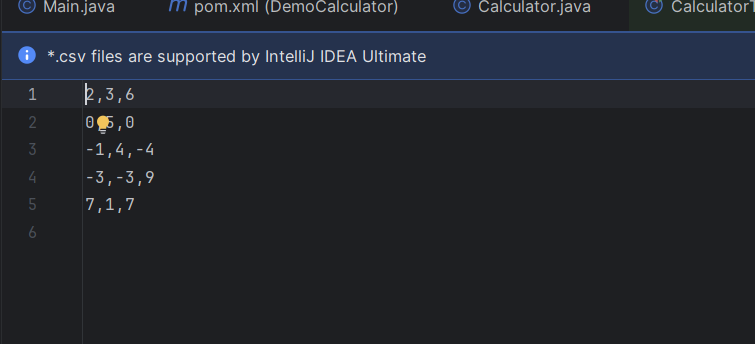 Main.java
m pom.xml (DemoCalculator)
Calculator.java
Calculator
*.csv files are supported by IntelliJ IDEA Ultimate
1 2,3,6
2 0,5,0
3 -1,4,-4
4 -3,-3,9
5 7,1,7
6